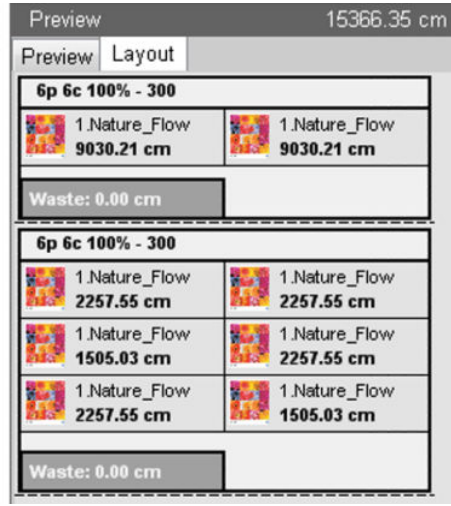 Preview 15366.35 cm
Preview Layout
6p 6c 100% - 300
1.Nature_Flow 1.Nature_Flow
9030.21 cm 9030.21 cm
Waste: 0.00 cm
6p 6c 100% - 300
1.Nature_Flow 1.Nature_Flow
2257.55 cm 2257.55 cm
1.Nature_Flow 1.Nature_Flow
1505.03 cm 2257.55 cm
1.Nature_Flow 1.Nature_Flow
2257.55 cm 1505.03 cm
Waste: 0.00 cm